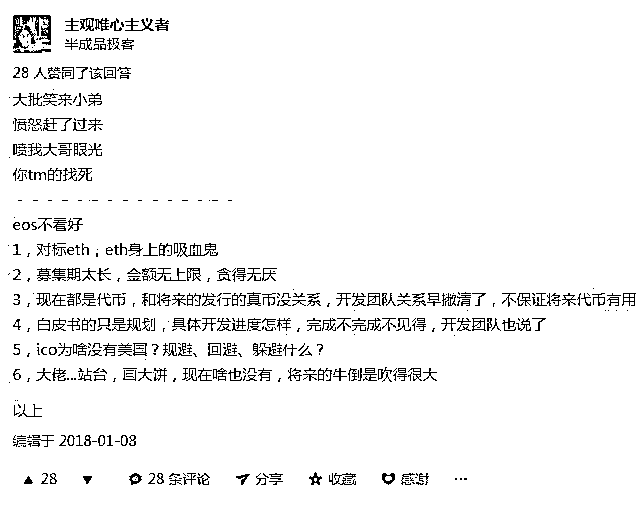 主观唯心主义者
半成品极客
28 人赞同了该回答
大批笑来小弟
愤怒赶了过来
喷我大哥眼光
你tm的找死
- - - - - - - - - - - - - - - - -
eos不看好
1，对标eth，eth身上的吸血鬼
2，募集期太长，金额无上限，贪得无厌
3，现在都是代币，和将来的发行的真币没关系，开发团队关系早撇清了，不保证将来代币有用
4，白皮书的只是规划，具体开发进度怎样，完成不完成不见得，开发团队也说了
5，ico为啥没有美国？规避、回避、躲避什么？
6，大佬...站台，画大饼，现在啥也没有，将来的牛倒是吹得很大
以上
编辑于 2018-01-08
▲ 28 ▼ 28 条评论 分享 收藏 感谢 ···